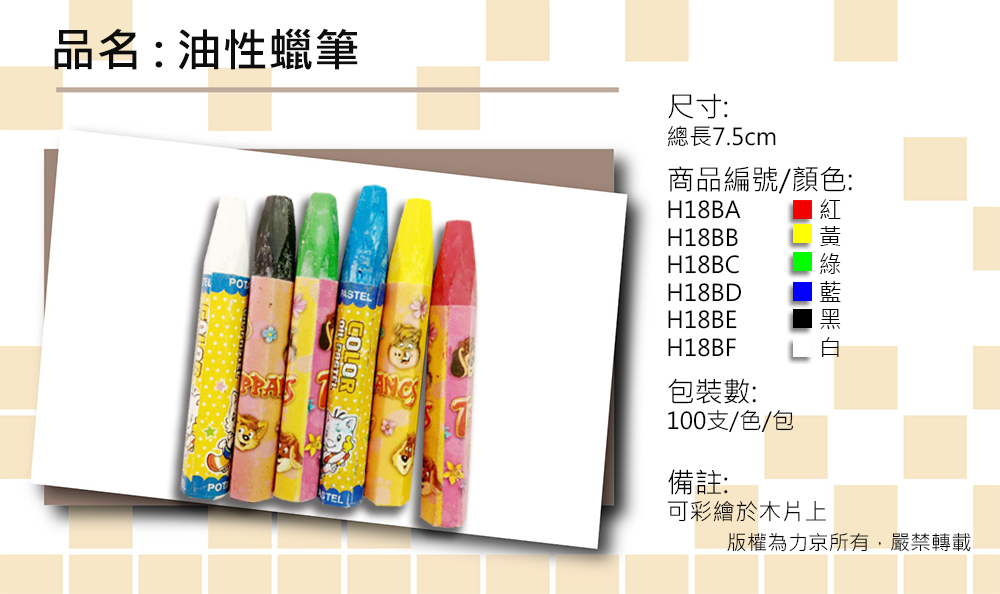 品名 : 油性蠟筆
尺寸:
總長7.5cm
商品編號/顏色:
H18BA 紅
H18BB 黃
H18BC 綠
H18BD 藍
H18BE 黑
H18BF 白
包裝數:
100支/色/包
備註:
可彩繪於木片上
版權為力京所有，嚴禁轉載
PASTEL
COLOR